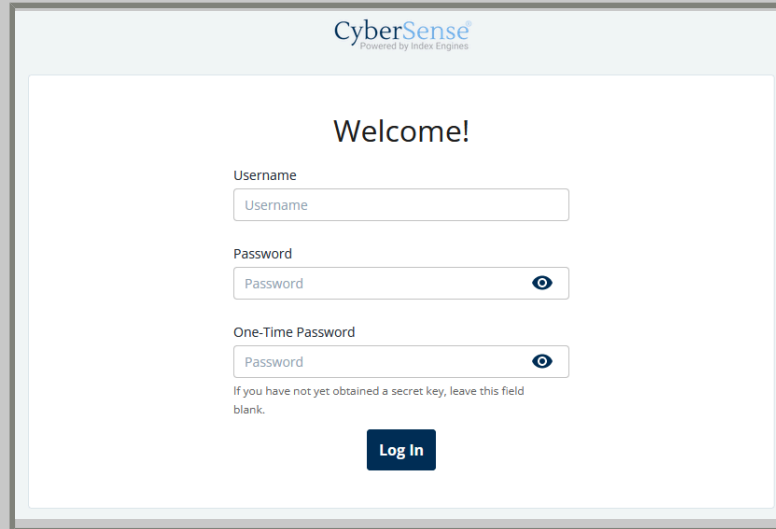 CyberSense®
Powered by Index Engines
Welcome!
Username
Username
Password
Password
One-Time Password
Password
If you have not yet obtained a secret key, leave this field
blank.
Log In